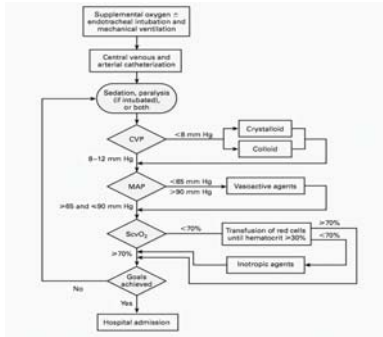 Supplemental oxygen ±
endotracheal intubation and
mechanical ventilation
Central venous and
arterial catheterization
Sedation, paralysis
(if intubated),
or both
CVP
<8 mm Hg
Crystalloid
Colloid
8–12 mm Hg
MAP
<65 mm Hg
>90 mm Hg
Vasoactive agents
≥65 and ≤90 mm Hg
ScvO₂
<70%
Transfusion of red cells
until hematocrit ≥30%
≥70%
<70%
≥70%
Inotropic agents
Goals
achieved
No
Yes
Hospital admission